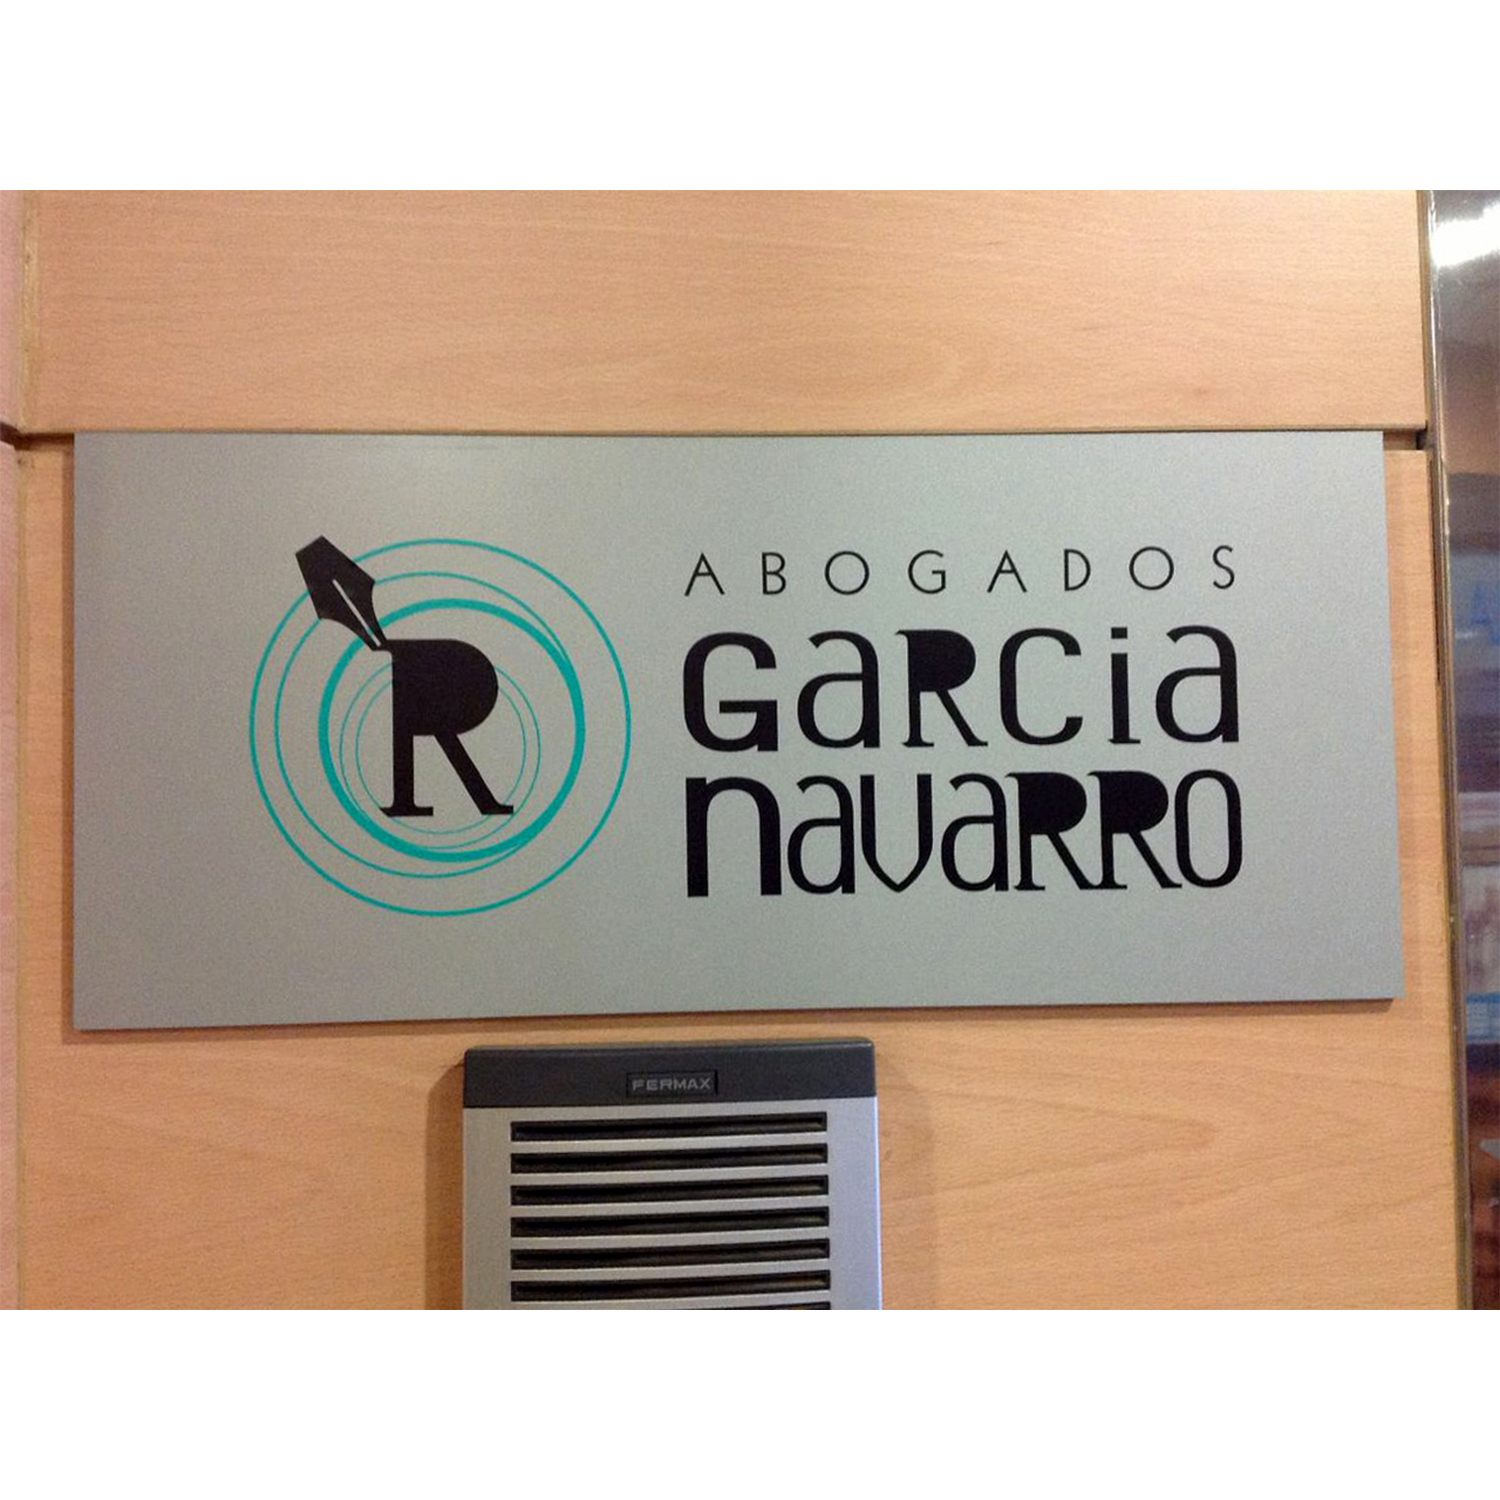 R
ABOGADOS
GaRcia
navaRRO
FERMAX